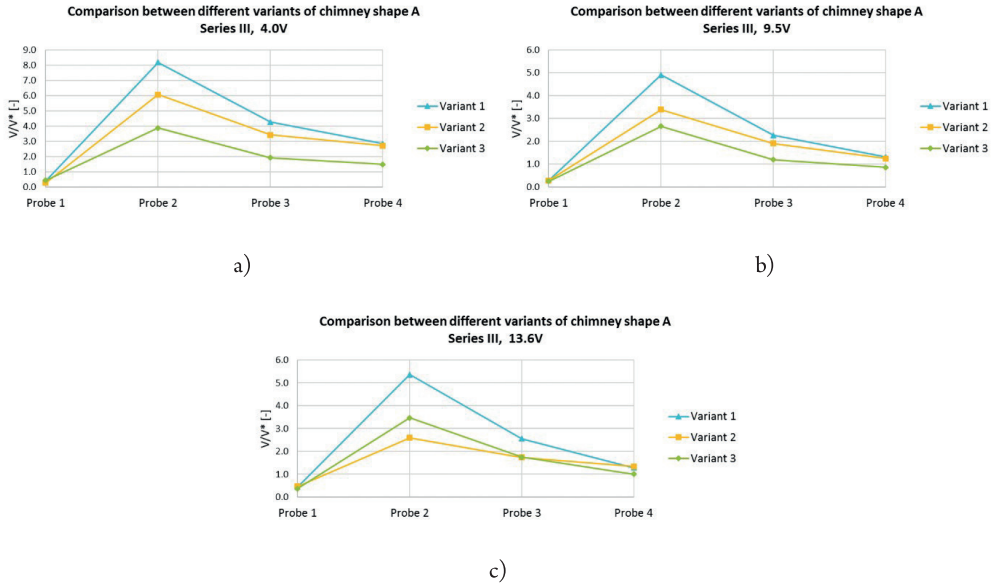 Comparison between different variants of chimney shape A
Series III, 4.0V
9.0
8.0
7.0
6.0
5.0
4.0
3.0
2.0
1.0
0.0
V/V* [-]
Probe 1 Probe 2 Probe 3 Probe 4
Variant 1
Variant 2
Variant 3
a)
Comparison between different variants of chimney shape A
Series III, 9.5V
6.0
5.0
4.0
3.0
2.0
1.0
0.0
V/V* [-]
Probe 1 Probe 2 Probe 3 Probe 4
Variant 1
Variant 2
Variant 3
b)
Comparison between different variants of chimney shape A
Series III, 13.6V
6.0
5.0
4.0
3.0
2.0
1.0
0.0
V/V* [-]
Probe 1 Probe 2 Probe 3 Probe 4
Variant 1
Variant 2
Variant 3
c)